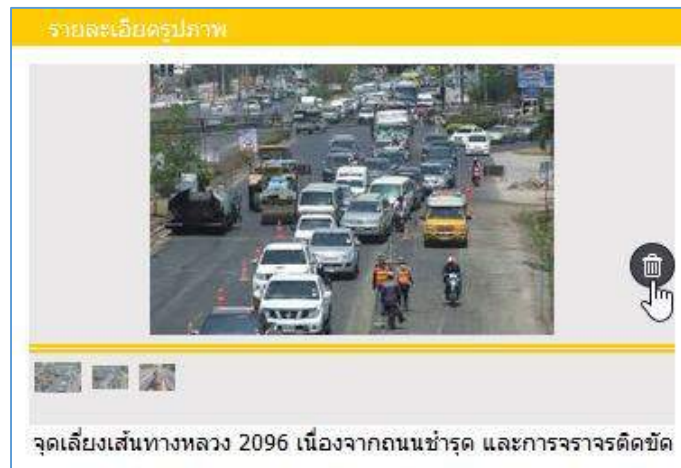 รายละเอียดรูปภาพ
จุดเลี่ยงเส้นทางหลวง 2096 เนื่องจากถนนชำรุด และการจราจรติดขัด